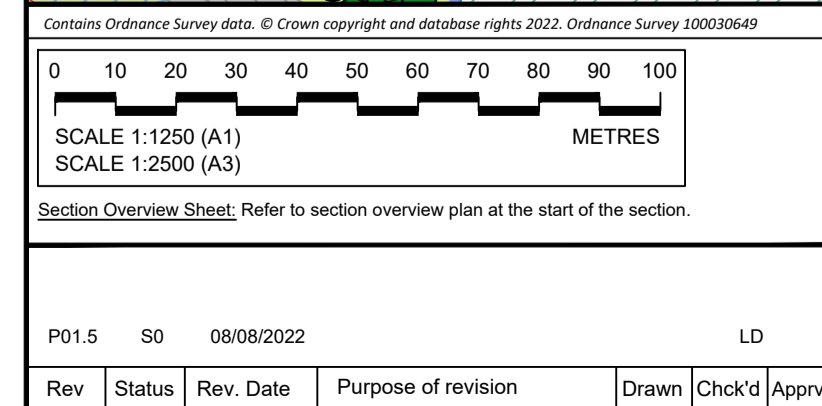 Contains Ordnance Survey data. © Crown copyright and database rights 2022. Ordnance Survey 100030649
0 10 20 30 40 50 60 70 80 90 100
SCALE 1:1250 (A1) METRES
SCALE 1:2500 (A3)
Section Overview Sheet: Refer to section overview plan at the start of the section.
P01.5 S0 08/08/2022 LD
Rev Status Rev. Date Purpose of revision Drawn Chck'd Apprv